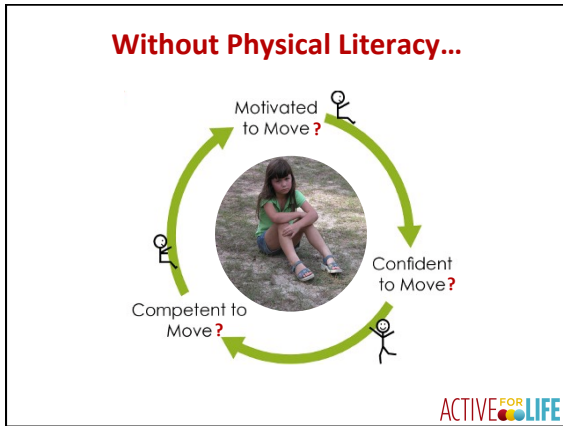 Without Physical Literacy…
Motivated
to Move?
Confident
to Move?
Competent to
Move?
ACTIVE FOR LIFE